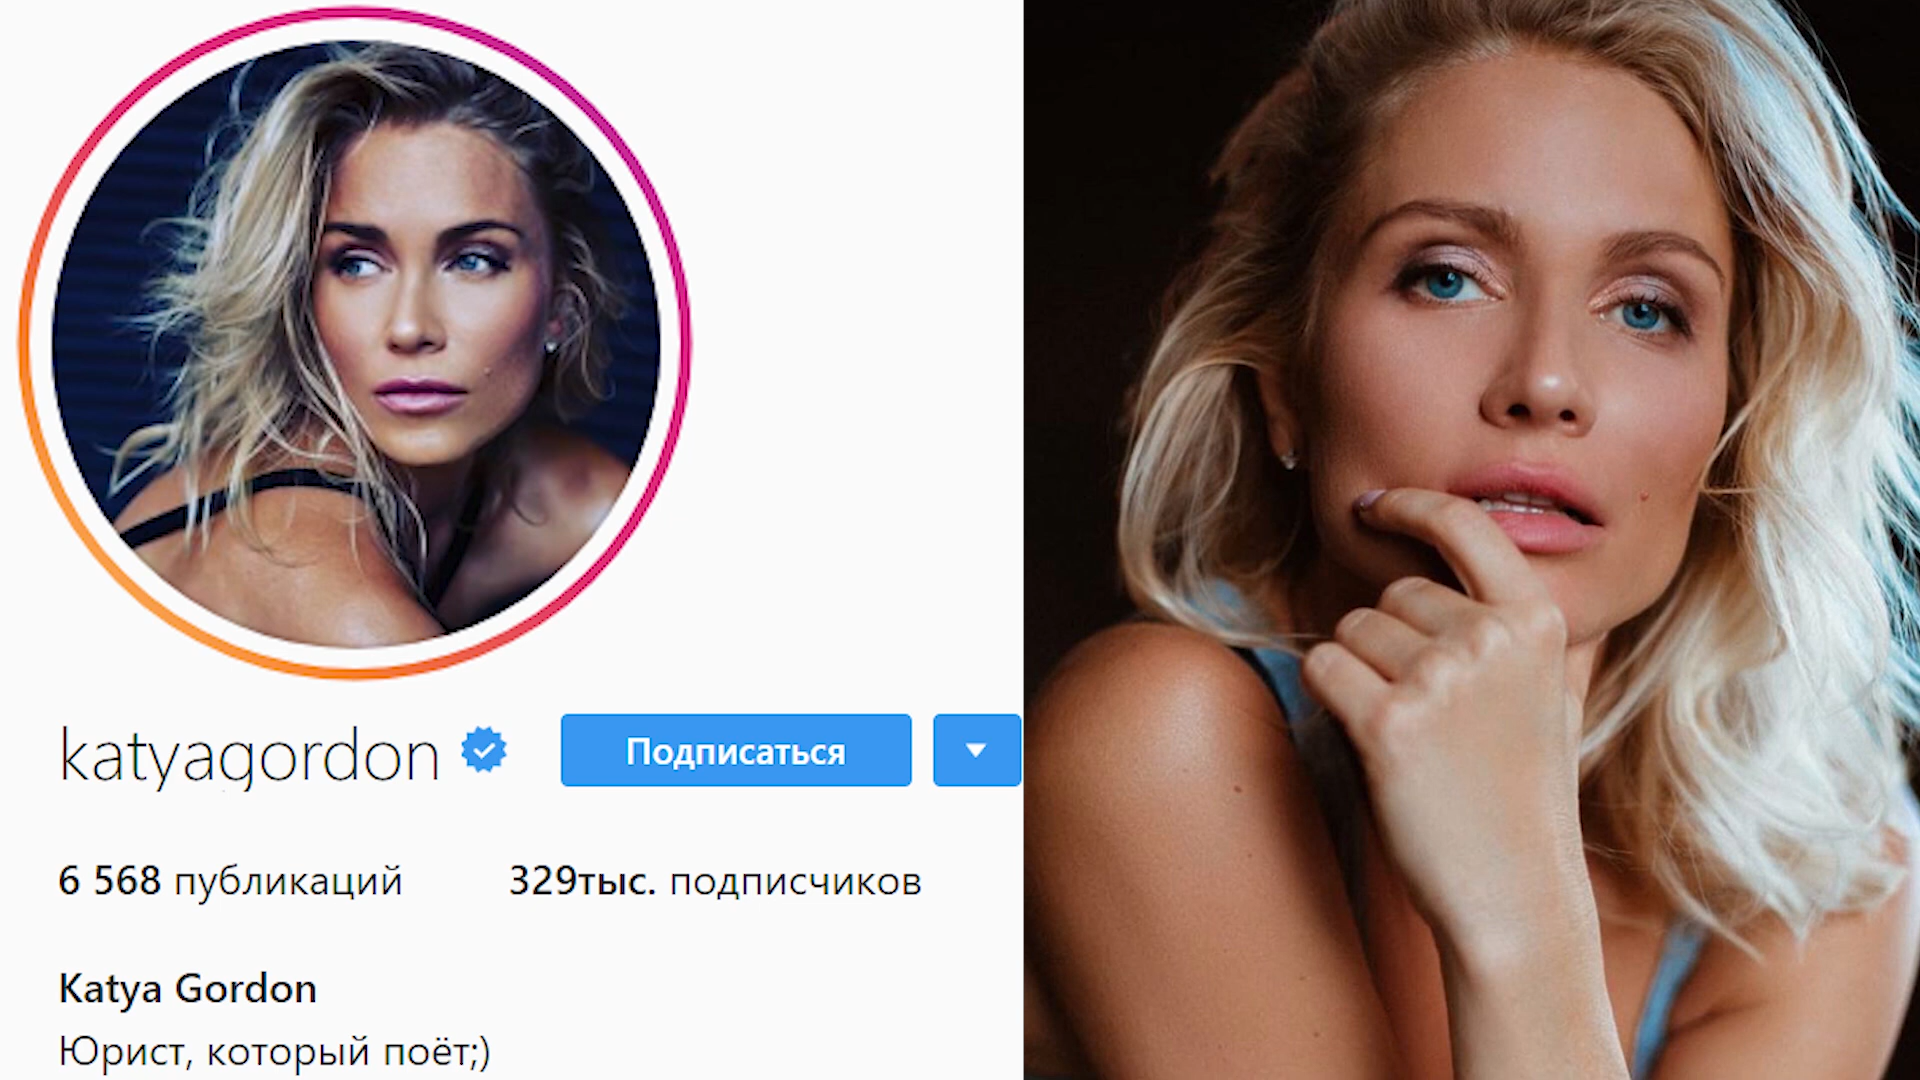 katyagordon
Подписаться
6 568 публикаций 329тыс. подписчиков
Katya Gordon
Юрист, который поёт;)